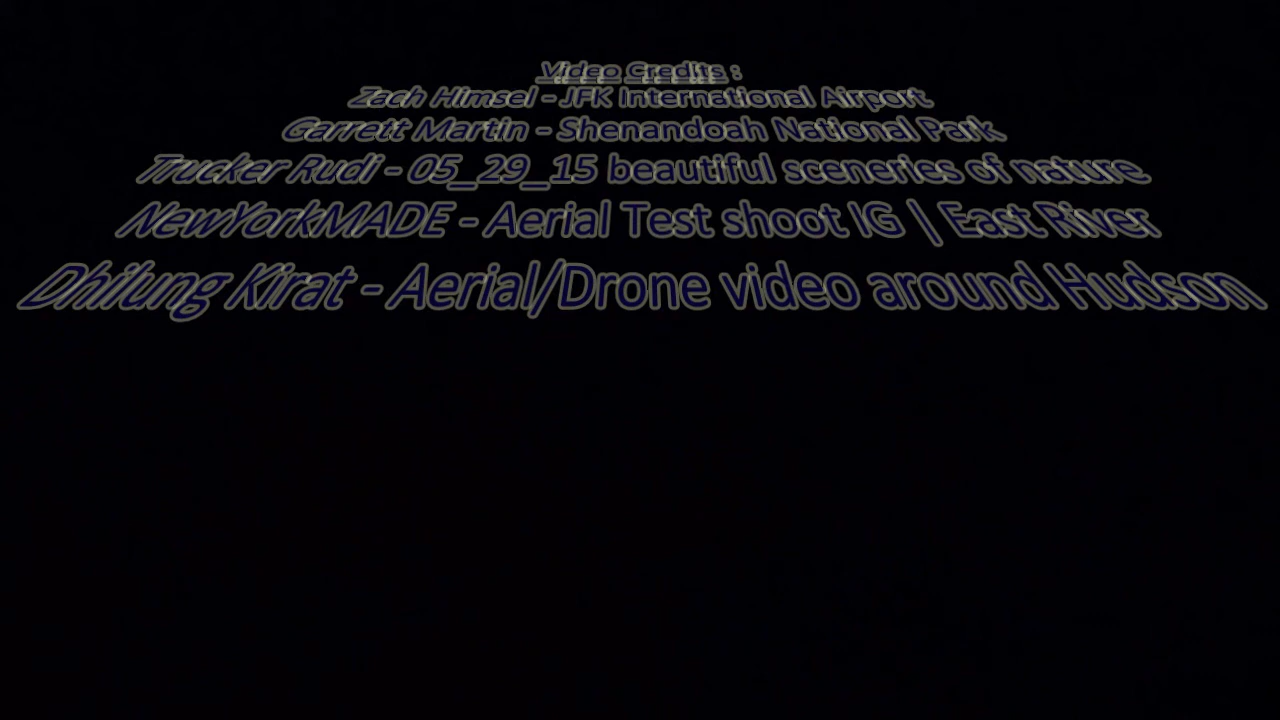 Video Credits :
Zach Himsel - JFK International Airport
Garrett Martin - Shenandoah National Park
Trucker Rudi - 05_29_15 beautiful sceneries of nature.
NewYorkMADE - Aerial Test shoot IG | East River
Dhilung Kirat - Aerial/Drone video around Hudson